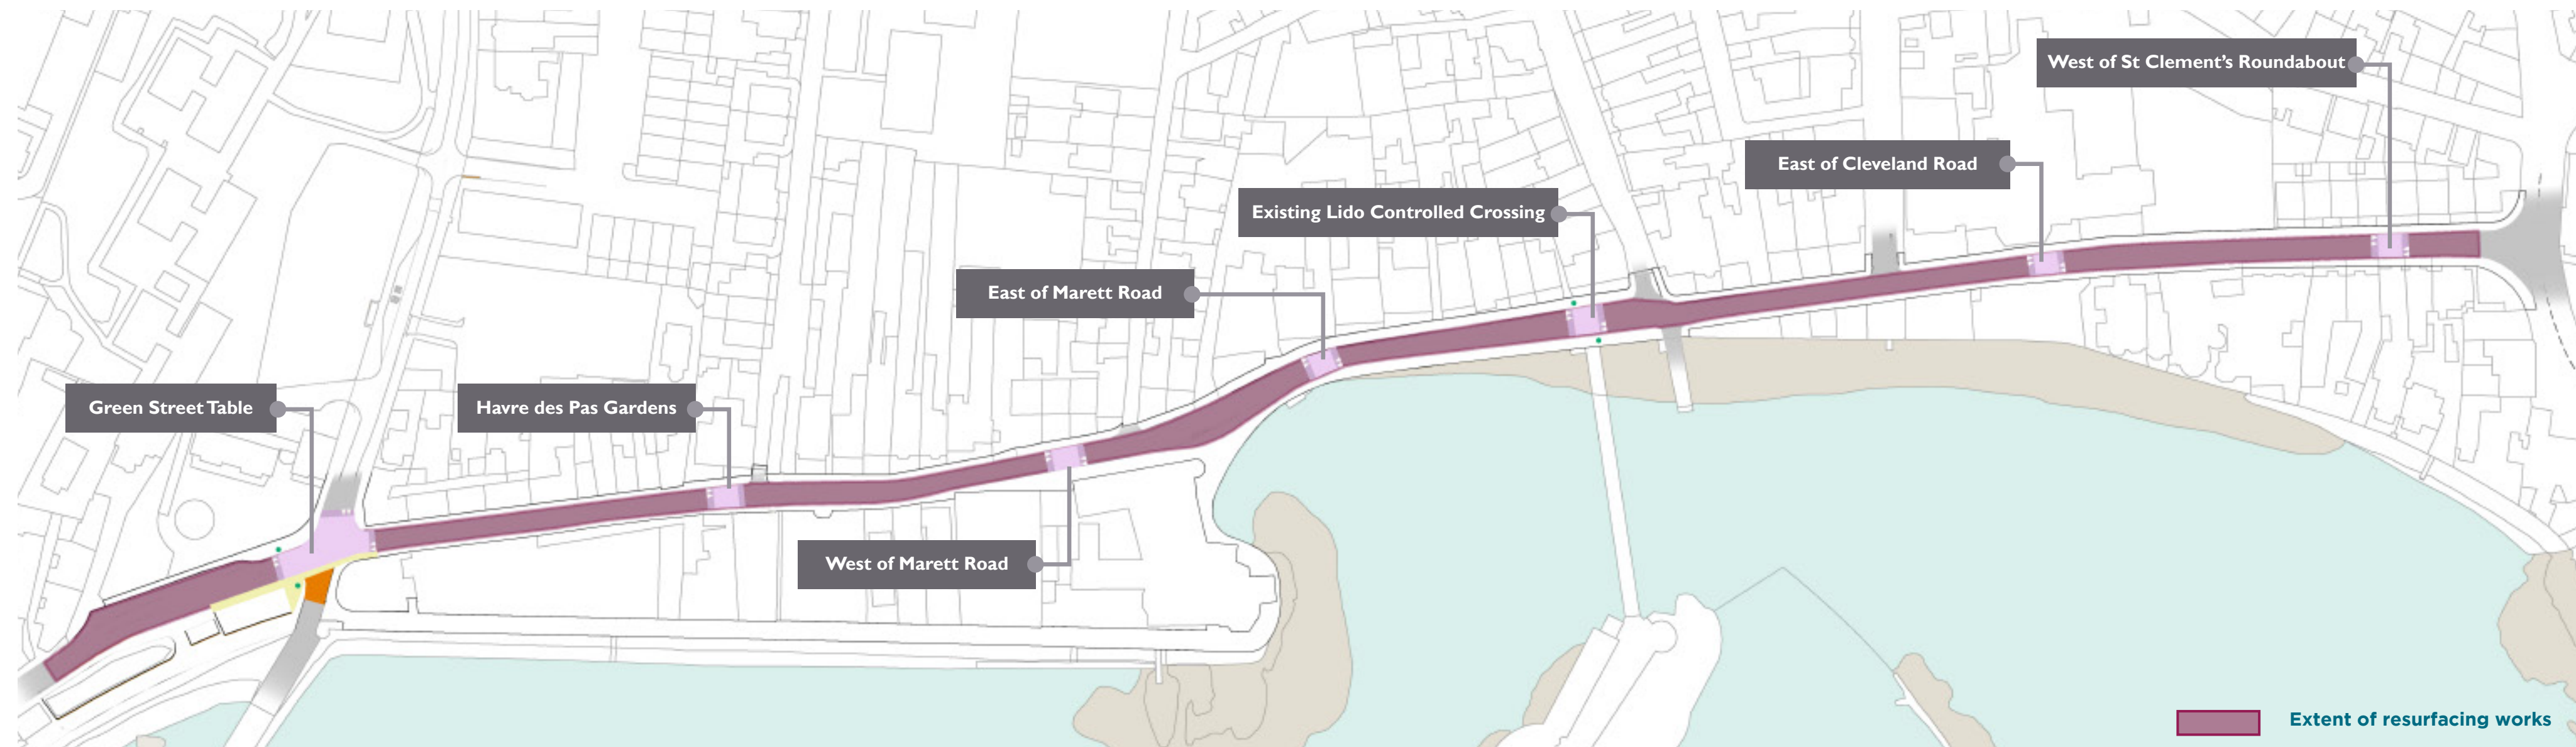 West of St Clement’s Roundabout
East of Cleveland Road
Existing Lido Controlled Crossing
East of Marett Road
Green Street Table
Havre des Pas Gardens
West of Marett Road
Extent of resurfacing works